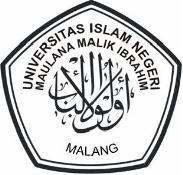 UNIVERSITAS ISLAM NEGERI
MAULANA MALIK IBRAHIM
أولو الألباب
MALANG